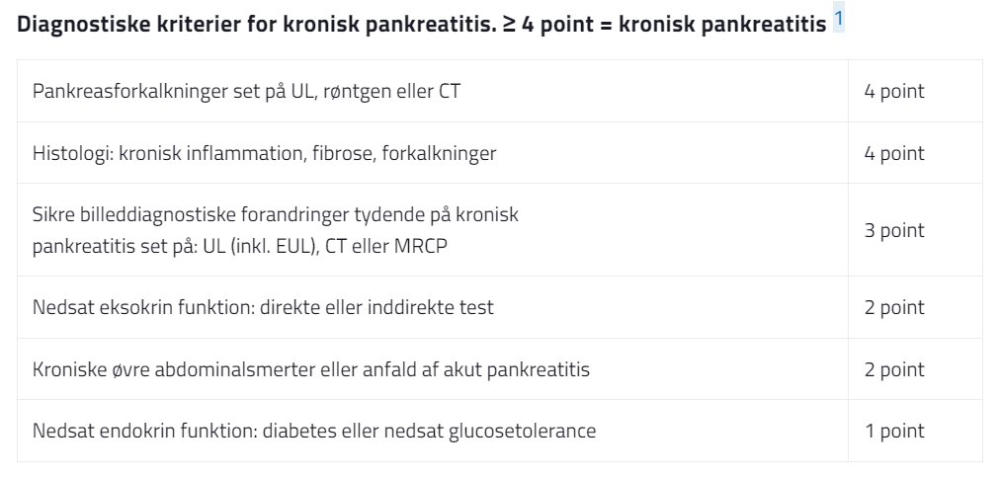 Diagnostiske kriterier for kronisk pankreatitis. ≥ 4 point = kronisk pankreatitis 1
Pankreasforkalkninger set på UL, røntgen eller CT 4 point
Histologi: kronisk inflammation, fibrose, forkalkninger 4 point
Sikre billeddiagnostiske forandringer tydende på kronisk
pankreatitis set på: UL (inkl. EUL), CT eller MRCP 3 point
Nedsat eksokrin funktion: direkte eller inddirekte test 2 point
Kroniske øvre abdominalsmerter eller anfald af akut pankreatitis 2 point
Nedsat endokrin funktion: diabetes eller nedsat glucosetolerance 1 point